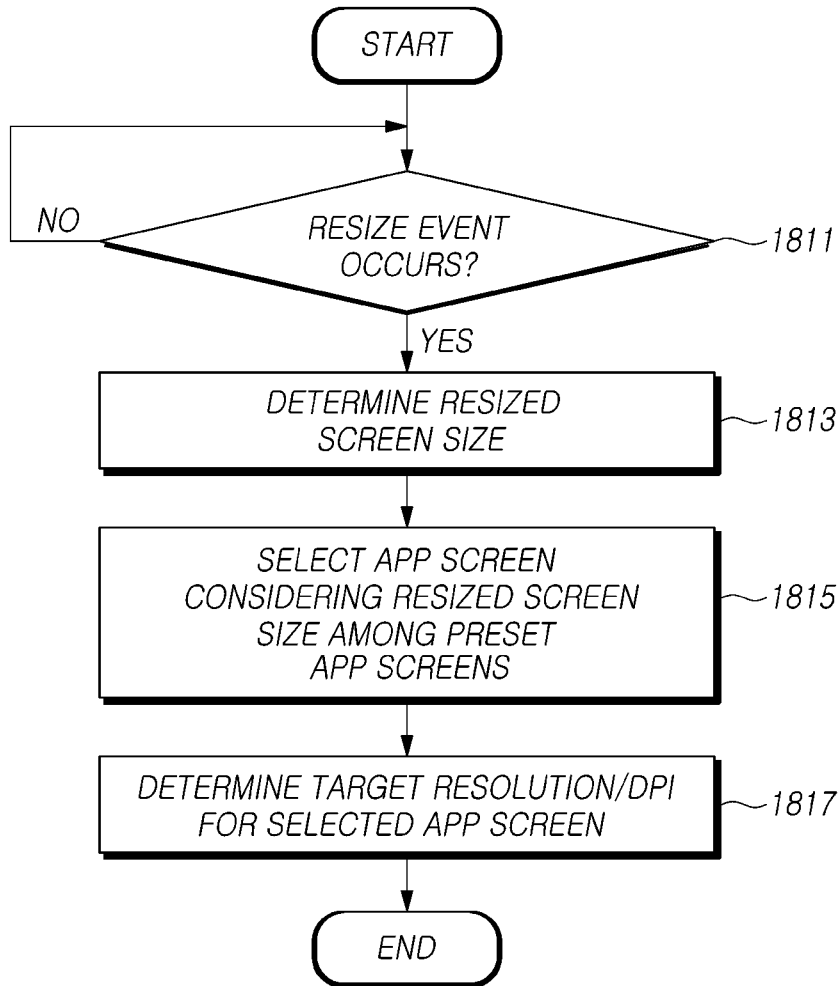 START
NO
RESIZE EVENT
OCCURS?
1811
YES
DETERMINE RESIZED
SCREEN SIZE
1813
SELECT APP SCREEN
CONSIDERING RESIZED SCREEN
SIZE AMONG PRESET
APP SCREENS
1815
DETERMINE TARGET RESOLUTION/DPI
FOR SELECTED APP SCREEN
1817
END